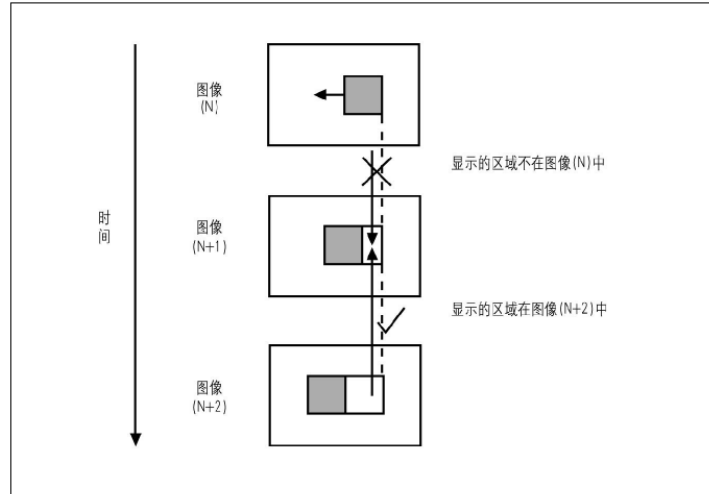 图像
(N)
显示的区域不在图像(N)中
时
间
图像
(N+1)
显示的区域在图像(N+2)中
图像
(N+2)